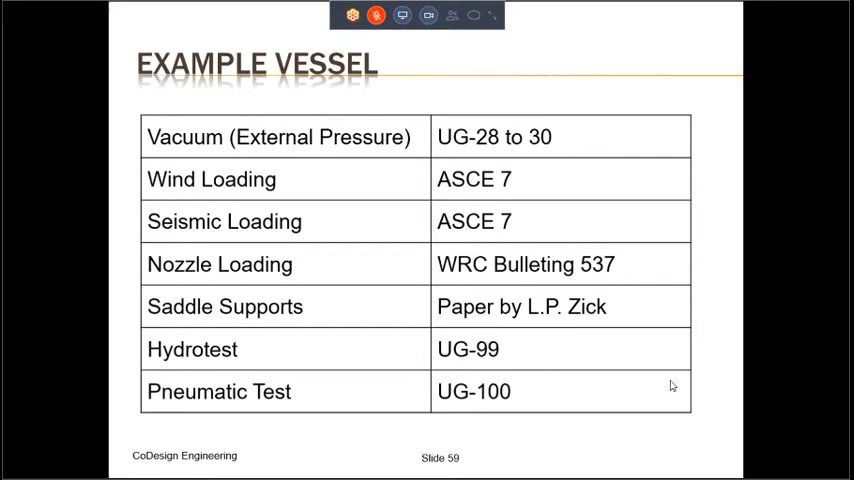 EXAMPLE VESSEL
Vacuum (External Pressure) UG-28 to 30
Wind Loading ASCE 7
Seismic Loading ASCE 7
Nozzle Loading WRC Bulleting 537
Saddle Supports Paper by L.P. Zick
Hydrotest UG-99
Pneumatic Test UG-100
CoDesign Engineering Slide 59